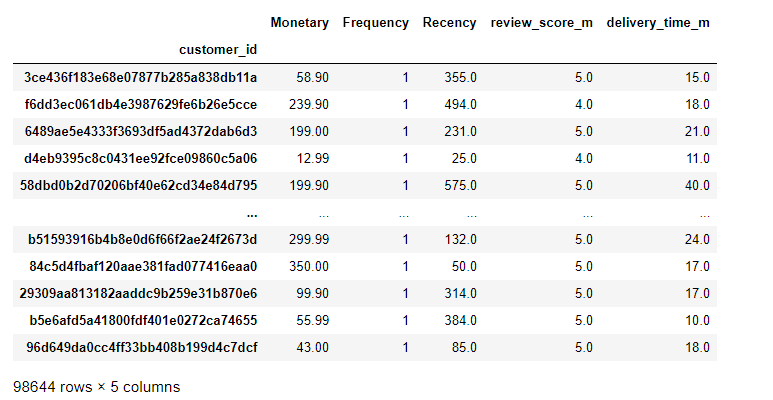 Monetary Frequency Recency review_score_m delivery_time_m
customer_id
3ce436f183e68e07877b285a838db11a 58.90 1 355.0 5.0 15.0
f6dd3ec061db4e3987629fe6b26e5cce 239.90 1 494.0 4.0 18.0
6489ae5e4333f3693df5ad4372dab6d3 199.00 1 231.0 5.0 21.0
d4eb9395c8c0431ee92fce09860c5a06 12.99 1 25.0 4.0 11.0
58dbd0b2d70206bf40e62cd34e84d795 199.90 1 575.0 5.0 40.0
... ... ... ... ... ...
b51593916b4b8e0d6f66f2ae24f2673d 299.99 1 132.0 5.0 24.0
84c5d4fbaf120aae381fad077416eaa0 350.00 1 50.0 5.0 17.0
29309aa813182aaddc9b259e31b870e6 99.90 1 314.0 5.0 17.0
b5e6afd5a41800fdf401e0272ca74655 55.99 1 384.0 5.0 10.0
96d649da0cc4ff33bb408b199d4c7dcf 43.00 1 85.0 5.0 18.0
98644 rows × 5 columns